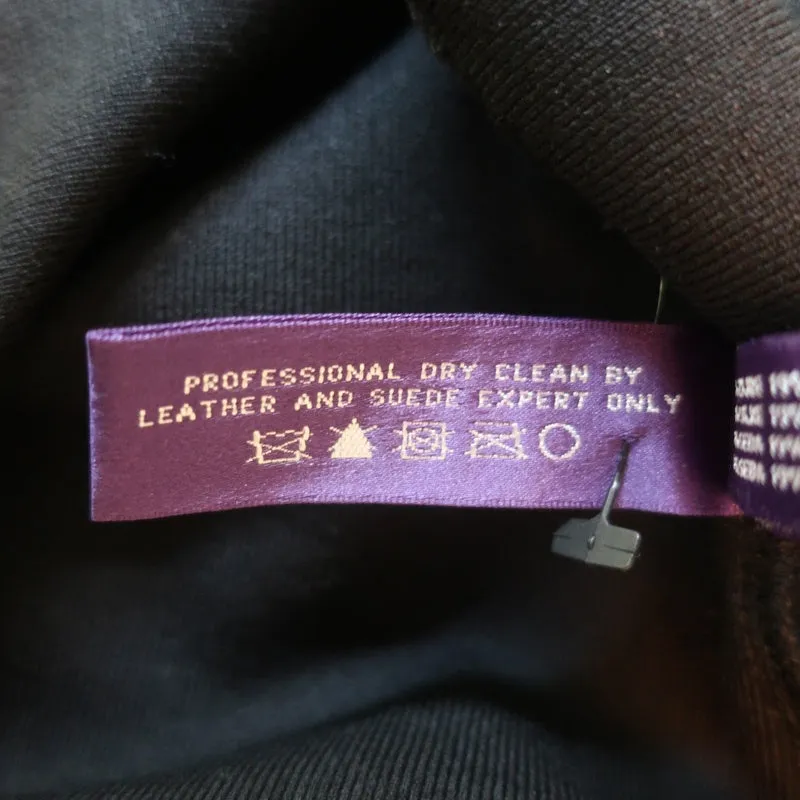 PROFESSIONAL DRY CLEAN BY
LEATHER AND SUEDE EXPERT ONLY